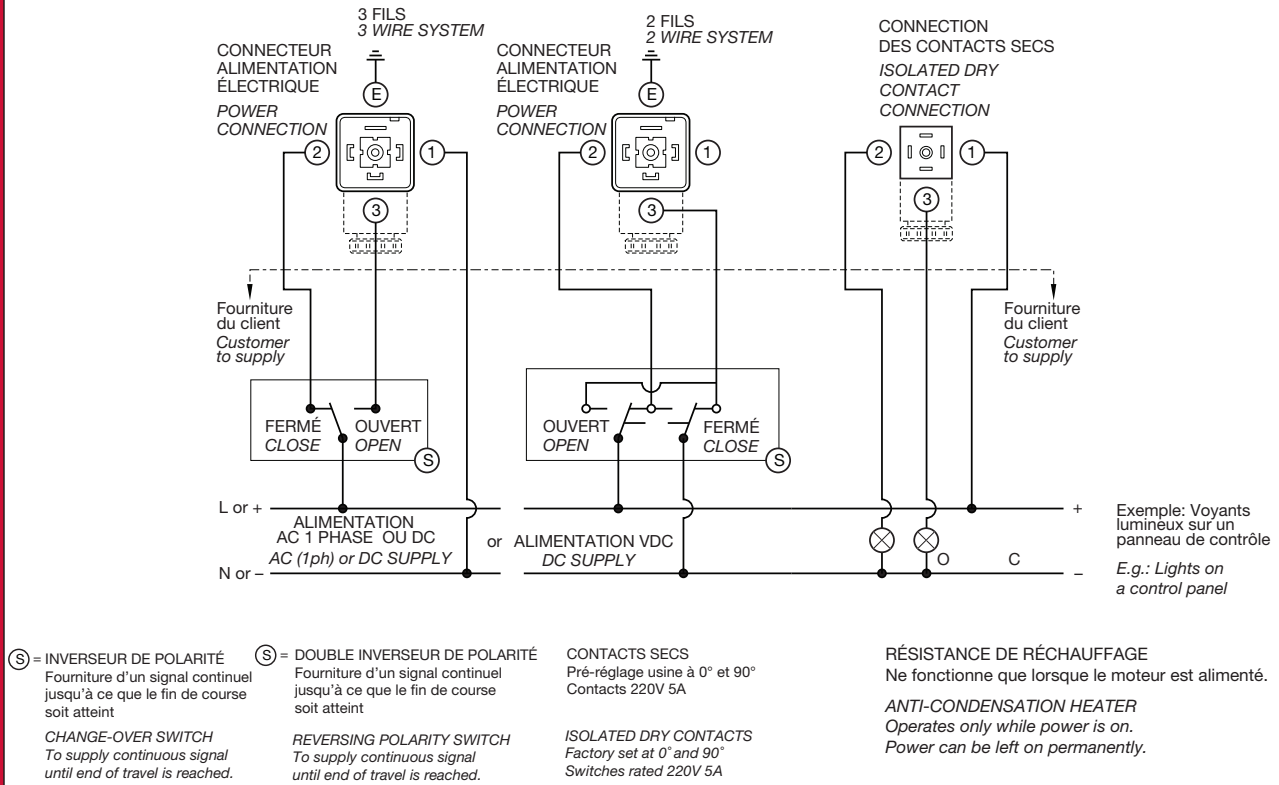 3 FILS
3 WIRE SYSTEM
CONNECTEUR
ALIMENTATION
ÉLECTRIQUE
POWER
CONNECTION
E
2
1
3
2 FILS
2 WIRE SYSTEM
CONNECTEUR
ALIMENTATION
ÉLECTRIQUE
POWER
CONNECTION
E
2
1
3
CONNECTION
DES CONTACTS SECS
ISOLATED DRY
CONTACT
CONNECTION
2
1
3
Fourniture
du client
Customer
to supply
Fourniture
du client
Customer
to supply
FERMÉ
CLOSE
OUVERT
OPEN
S
OUVERT
OPEN
FERMÉ
CLOSE
S
L or +
ALIMENTATION
AC 1 PHASE OU DC
AC (1ph) or DC SUPPLY
N or –
or
ALIMENTATION VDC
DC SUPPLY
O
C
+
–
Exemple: Voyants
lumineux sur un
panneau de contrôle
E.g.: Lights on
a control panel
S = INVERSEUR DE POLARITÉ
Fourniture d'un signal continuel
jusqu'à ce que le fin de course
soit atteint
CHANGE-OVER SWITCH
To supply continuous signal
until end of travel is reached.
S = DOUBLE INVERSEUR DE POLARITÉ
Fourniture d'un signal continuel
jusqu'à ce que le fin de course
soit atteint
REVERSING POLARITY SWITCH
To supply continuous signal
until end of travel is reached.
CONTACTS SECS
Pré-réglage usine à 0° et 90°
Contacts 220V 5A
ISOLATED DRY CONTACTS
Factory set at 0° and 90°
Switches rated 220V 5A
RÉSISTANCE DE RÉCHAUFFAGE
Ne fonctionne que lorsque le moteur est alimenté.
ANTI-CONDENSATION HEATER
Operates only while power is on.
Power can be left on permanently.